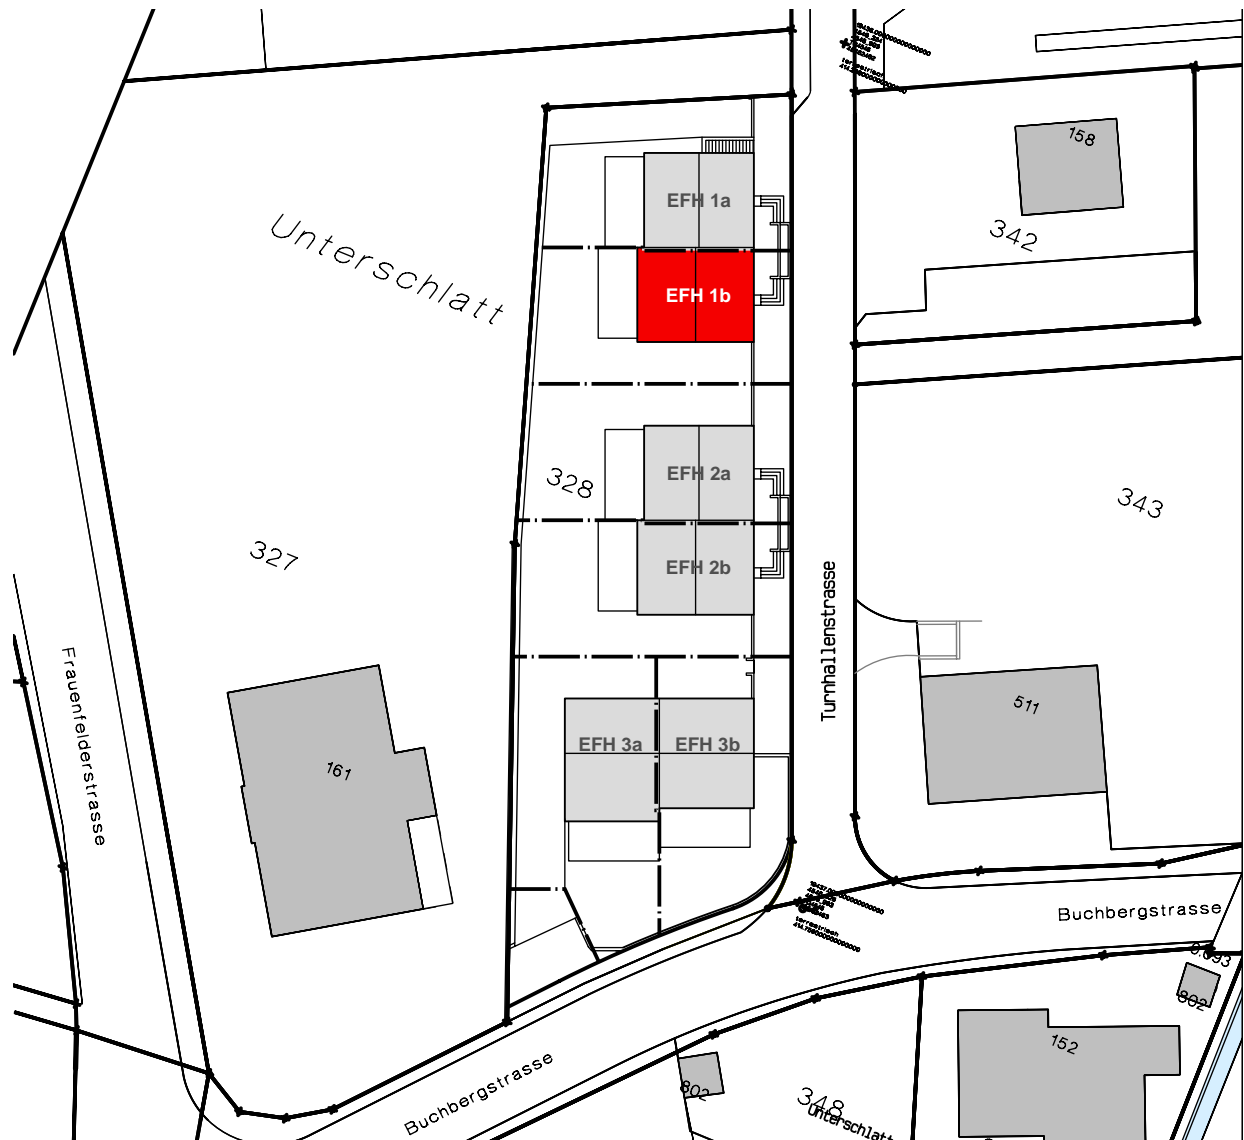 158
EFH 1a
342
Unterschlatt
EFH 1b
EFH 2a
328
343
327
EFH 2b
Turnhallenstrasse
Frauenfelderstrasse
511
EFH 3a
EFH 3b
161
Buchbergstrasse
terrestrisch
802
152
Buchbergstrasse
802
348
Unterschlatt